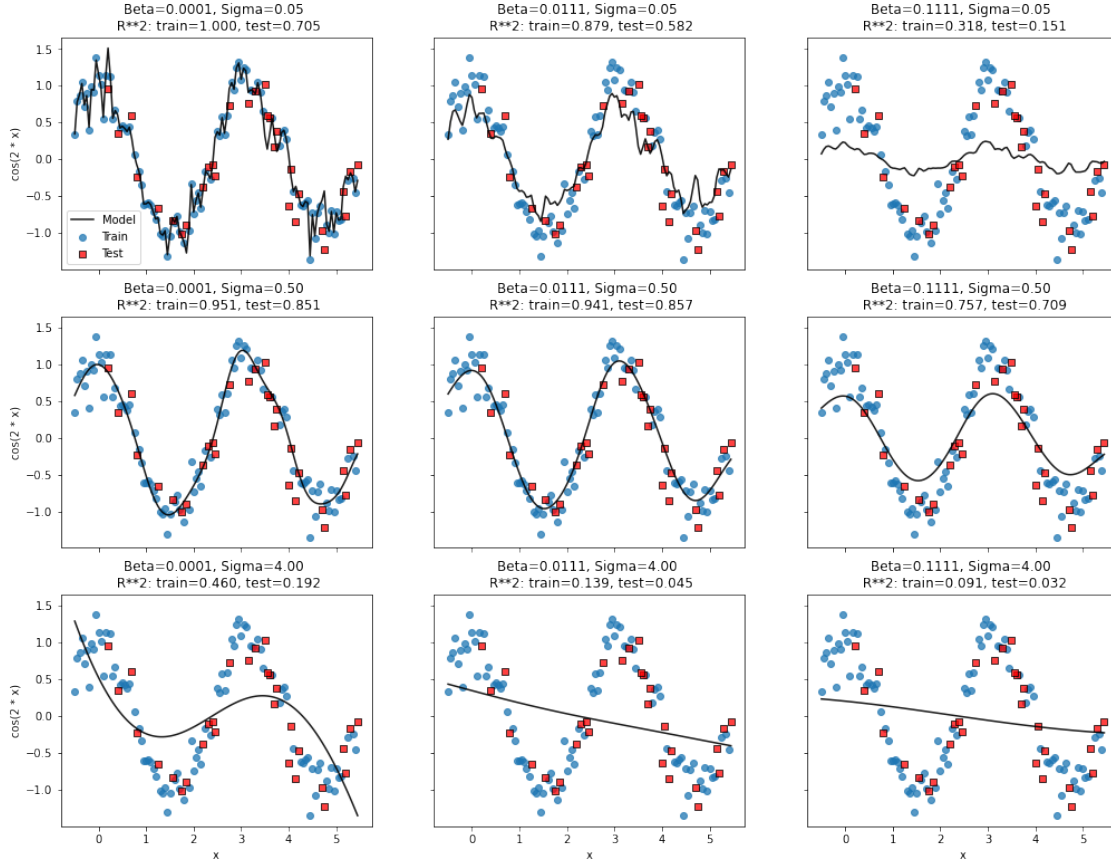 Beta=0.0001, Sigma=0.05
R**2: train=1.000, test=0.705
Beta=0.0111, Sigma=0.05
R**2: train=0.879, test=0.582
Beta=0.1111, Sigma=0.05
R**2: train=0.318, test=0.151
1.5
1.0
0.5
0.0
−0.5
−1.0
cos(2 * x)
Model
Train
Test
Beta=0.0001, Sigma=0.50
R**2: train=0.951, test=0.851
Beta=0.0111, Sigma=0.50
R**2: train=0.941, test=0.857
Beta=0.1111, Sigma=0.50
R**2: train=0.757, test=0.709
1.5
1.0
0.5
0.0
−0.5
−1.0
cos(2 * x)
Beta=0.0001, Sigma=4.00
R**2: train=0.460, test=0.192
Beta=0.0111, Sigma=4.00
R**2: train=0.139, test=0.045
Beta=0.1111, Sigma=4.00
R**2: train=0.091, test=0.032
1.5
1.0
0.5
0.0
−0.5
−1.0
cos(2 * x)
0 1 2 3 4 5
x
0 1 2 3 4 5
x
0 1 2 3 4 5
x